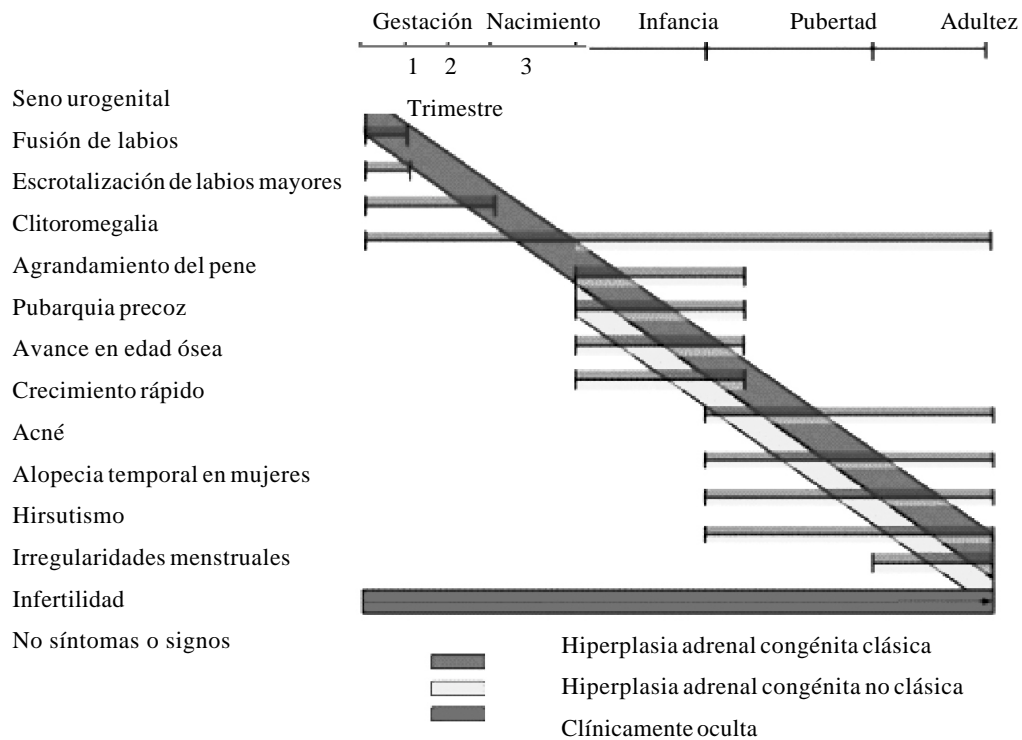 Gestación Nacimiento Infancia Pubertad Adultez
1 2 3
Seno urogenital
Trimestre
Fusión de labios
Escrotalización de labios mayores
Clitoromegalia
Agrandamiento del pene
Pubarquia precoz
Avance en edad ósea
Crecimiento rápido
Acné
Alopecia temporal en mujeres
Hirsutismo
Irregularidades menstruales
Infertilidad
No síntomas o signos
Hiperplasia adrenal congénita clásica
Hiperplasia adrenal congénita no clásica
Clínicamente oculta